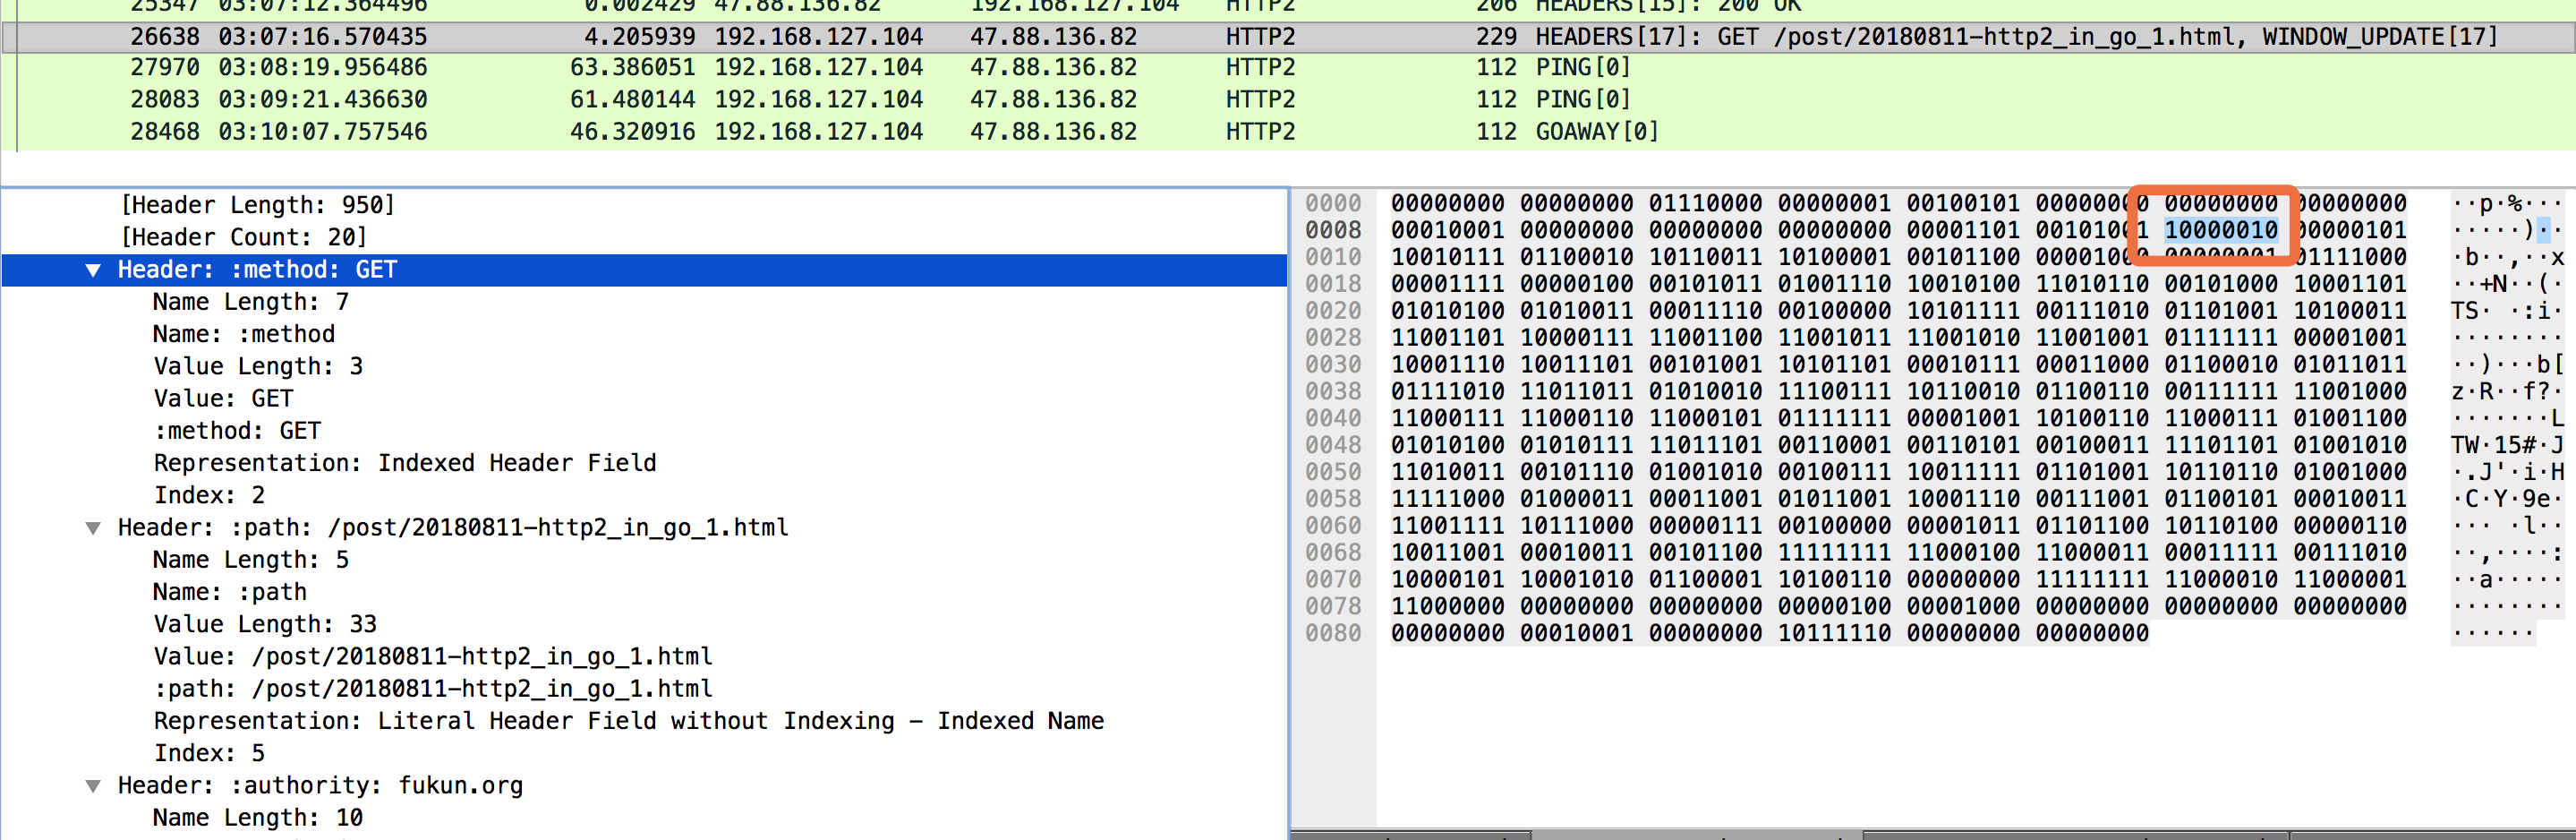 25347 03:07:12.364496 0.002429 47.88.136.82 192.168.127.104 HTTP2 206 HEADERS[15]: 200 OK
26638 03:07:16.570435 4.205939 192.168.127.104 47.88.136.82 HTTP2 229 HEADERS[17]: GET /post/20180811-http2_in_go_1.html, WINDOW_UPDATE[17]
27970 03:08:19.956486 63.386051 192.168.127.104 47.88.136.82 HTTP2 112 PING[0]
28083 03:09:21.436630 61.480144 192.168.127.104 47.88.136.82 HTTP2 112 PING[0]
28468 03:10:07.757546 46.320916 192.168.127.104 47.88.136.82 HTTP2 112 GOAWAY[0]
[Header Length: 950]
[Header Count: 20]
Header: :method: GET
Name Length: 7
Name: :method
Value Length: 3
Value: GET
:method: GET
Representation: Indexed Header Field
Index: 2
Header: :path: /post/20180811-http2_in_go_1.html
Name Length: 5
Name: :path
Value Length: 33
Value: /post/20180811-http2_in_go_1.html
:path: /post/20180811-http2_in_go_1.html
Representation: Literal Header Field without Indexing - Indexed Name
Index: 5
Header: :authority: fukun.org
Name Length: 10
0000 00000000 00000000 01110000 00000001 00100101 00000000 00000000 00000000 ··p·%···
0008 00010001 00000000 00000000 00000000 00001101 00101001 10000010 00000101 ·····)··
0010 10010111 01100010 10110011 10100001 00101100 00001000 00000001 01111000 ·b··,··x
0018 00001111 00000100 00101011 01001110 10010100 11010110 00101000 10001101 ··+N··(·
0020 01010100 01010011 00011110 00100000 10101111 00111010 01101001 10100011 TS· ·:i·
0028 11001101 10000111 11001100 11001011 11001010 11001001 01111111 00001001 ········
0030 10001110 10011101 00101001 10101101 00010111 00011000 01100010 01011011 ··)···b[
0038 01111010 11011011 01010010 11100111 10110010 01100110 00111111 11001000 z·R··f?·
0040 11000111 11000110 11000101 01111111 00001001 10100110 11000111 01001100 ·······L
0048 01010100 01010111 11011101 00110001 00110101 00100011 11101101 01001010 TW·15#·J
0050 11010011 00101110 01001010 00100111 10011111 01101001 10110110 01001000 ·.J'·i·H
0058 11111000 01000011 00011001 01011001 10001110 00111001 01100101 00010011 ·C·Y·9e·
0060 11001111 10111000 00000111 00100000 00001011 01101100 10110100 00000110 ··· ·l··
0068 10011001 00010011 00101100 11111111 11000100 11000011 00011111 00111010 ··,····:
0070 10000101 10001010 01100001 10100110 00000000 11111111 11000010 11000001 ··a·····
0078 11000000 00000000 00000000 00000100 00001000 00000000 00000000 00000000 ········
0080 00000000 00010001 00000000 10111110 00000000 00000000 ······